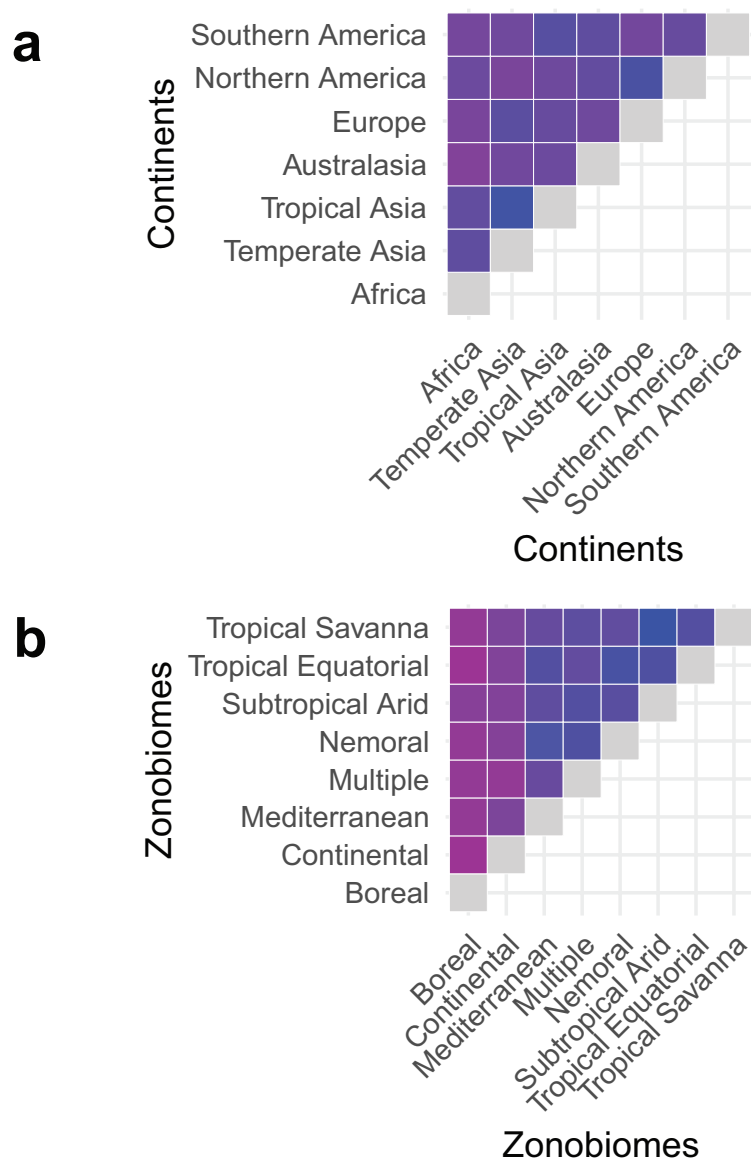 a
Continents
Southern America
Northern America
Europe
Australasia
Tropical Asia
Temperate Asia
Africa
Africa
Temperate Asia
Tropical Asia
Australasia
Europe
Northern America
Southern America
Continents
b
Zonobiomes
Tropical Savanna
Tropical Equatorial
Subtropical Arid
Nemoral
Multiple
Mediterranean
Continental
Boreal
Boreal
Continental
Mediterranean
Multiple
Nemoral
Subtropical Arid
Tropical Equatorial
Tropical Savanna
Zonobiomes